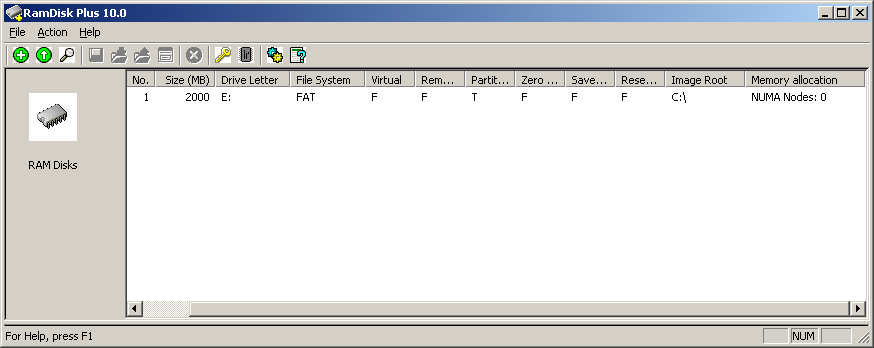 RamDisk Plus 10.0
File Action Help
No. Size (MB) Drive Letter File System Virtual Rem... Partit... Zero ... Save... Rese... Image Root Memory allocation
1 2000 E: FAT F F T F F F C:\ NUMA Nodes: 0
RAM Disks
For Help, press F1 NUM